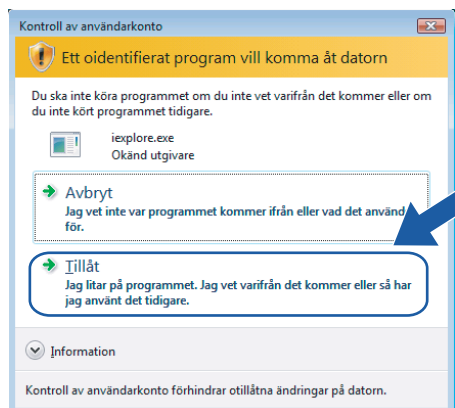 Kontroll av användarkonto
Ett oidentifierat program vill komma åt datorn
Du ska inte köra programmet om du inte vet varifrån det kommer eller om
du inte kört programmet tidigare.
iexplore.exe
Okänd utgivare
Avbryt
Jag vet inte var programmet kommer ifrån eller vad det använd
för.
Tillåt
Jag litar på programmet. Jag vet varifrån det kommer eller så har
jag använt det tidigare.
Information
Kontroll av användarkonto förhindrar otillåtna ändringar på datorn.